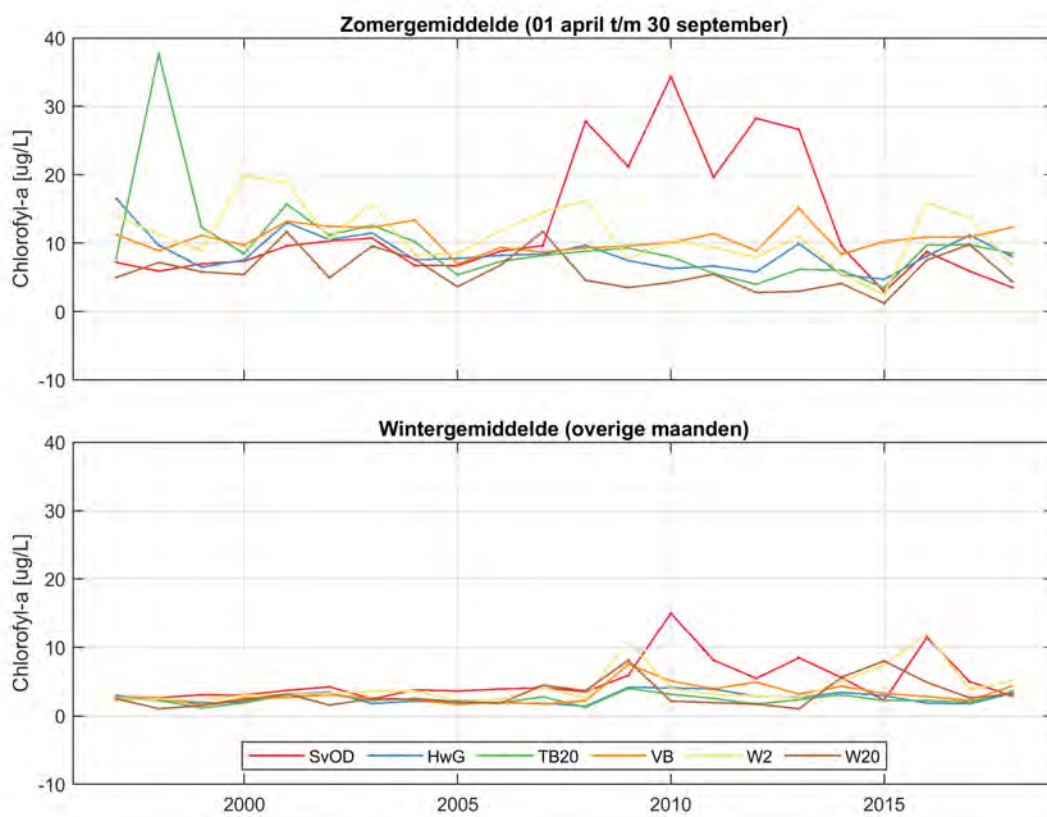 Zomergemiddelde (01 april t/m 30 september)
40
30
20
10
0
-10
Chlorofyl-a [ug/L]
Wintergemiddelde (overige maanden)
40
30
20
10
0
-10
Chlorofyl-a [ug/L]
SvOD HwG TB20 VB W2 W20
2000 2005 2010 2015